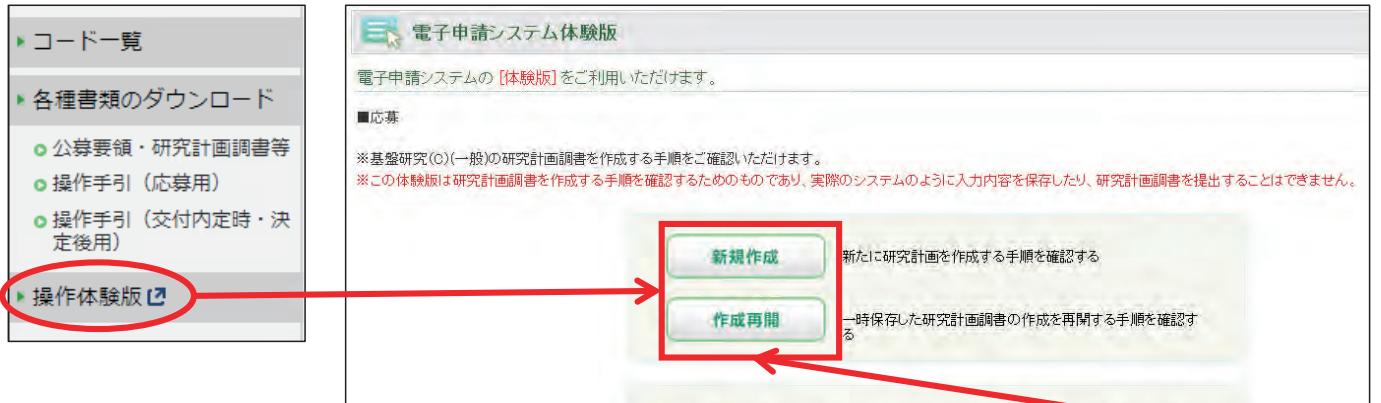 コード一覧
各種書類のダウンロード
公募要領・研究計画調書等
操作手引（応募用）
操作手引（交付内定時・決
定後用）
操作体験版
電子申請システム体験版
電子申請システムの [体験版] をご利用いただけます。
■応募
※基盤研究(C)(一般)の研究計画調書を作成する手順をご確認いただけます。
※この体験版は研究計画調書を作成する手順を確認するためのものであり、実際のシステムのように入力内容を保存したり、研究計画調書を提出することはできません。
新規作成
新たに研究計画を作成する手順を確認する
作成再開
一時保存した研究計画調書の作成を再開する手順を確認す
る